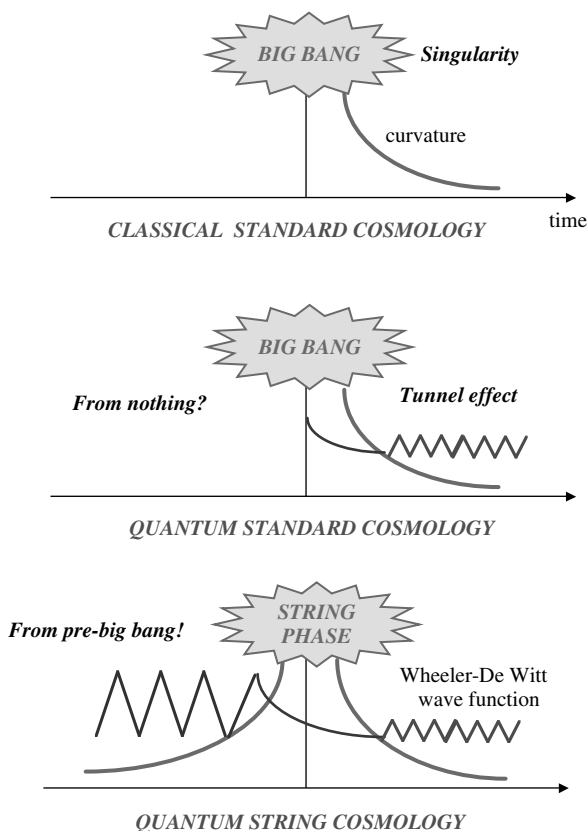 BIG BANG
Singularity
curvature
time
CLASSICAL STANDARD COSMOLOGY
BIG BANG
From nothing?
Tunnel effect
QUANTUM STANDARD COSMOLOGY
STRING
PHASE
From pre-big bang!
Wheeler-De Witt
wave function
QUANTUM STRING COSMOLOGY